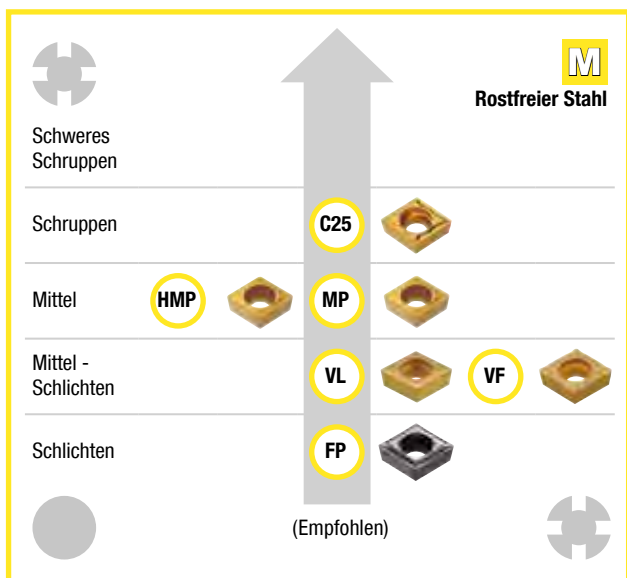 M
Rostfreier Stahl
Schweres
Schruppen
Schruppen
C25
Mittel
HMP
MP
Mittel -
Schlichten
VL
VF
Schlichten
FP
(Empfohlen)